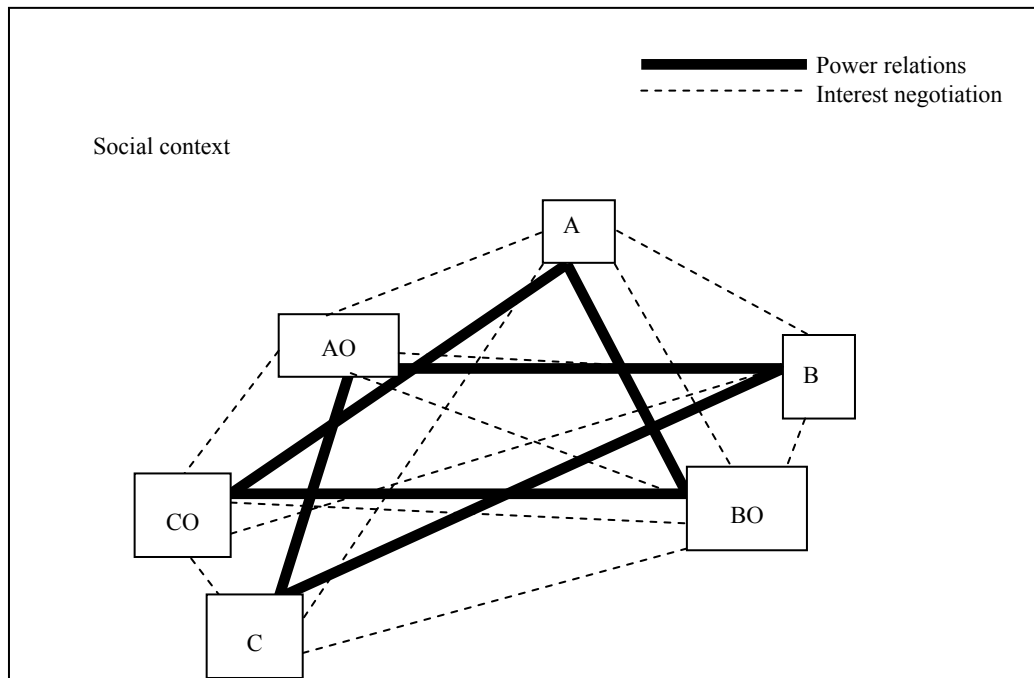 Power relations
Interest negotiation
Social context
A
AO
B
CO
BO
C